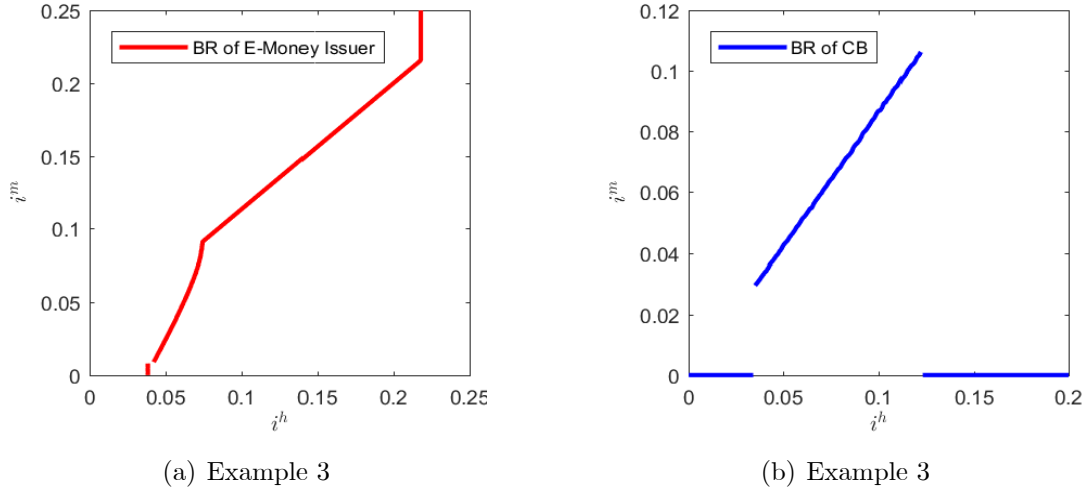 0.25
0.2
0.15
0.1
0.05
0
i^m
BR of E-Money Issuer
0 0.05 0.1 0.15 0.2 0.25
i^h
(a) Example 3
0.12
0.1
0.08
0.06
0.04
0.02
0
i^m
BR of CB
0 0.05 0.1 0.15 0.2
i^h
(b) Example 3